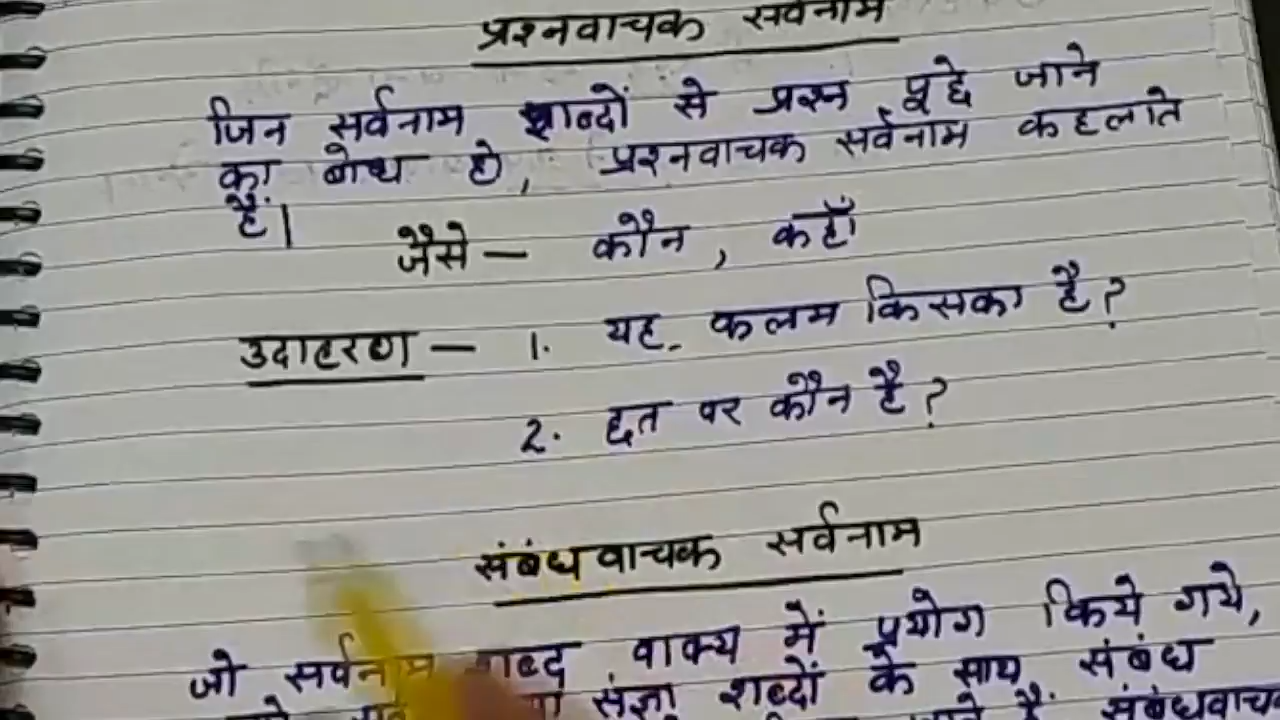 प्रश्नवाचक सर्वनाम
जिन सर्वनाम शब्दों से प्रश्न पूछे जाने
का बोध हो, प्रश्नवाचक सर्वनाम कहलाते
हैं।
जैसे — कौन, कहाँ
उदाहरण — 1. यह कलम किसका है?
2. छत पर कौन है?
संबंधवाचक सर्वनाम
जो सर्वनाम शब्द वाक्य में प्रयोग किये गये,
संज्ञा शब्दों के साथ संबंध
हैं संबंधवाच